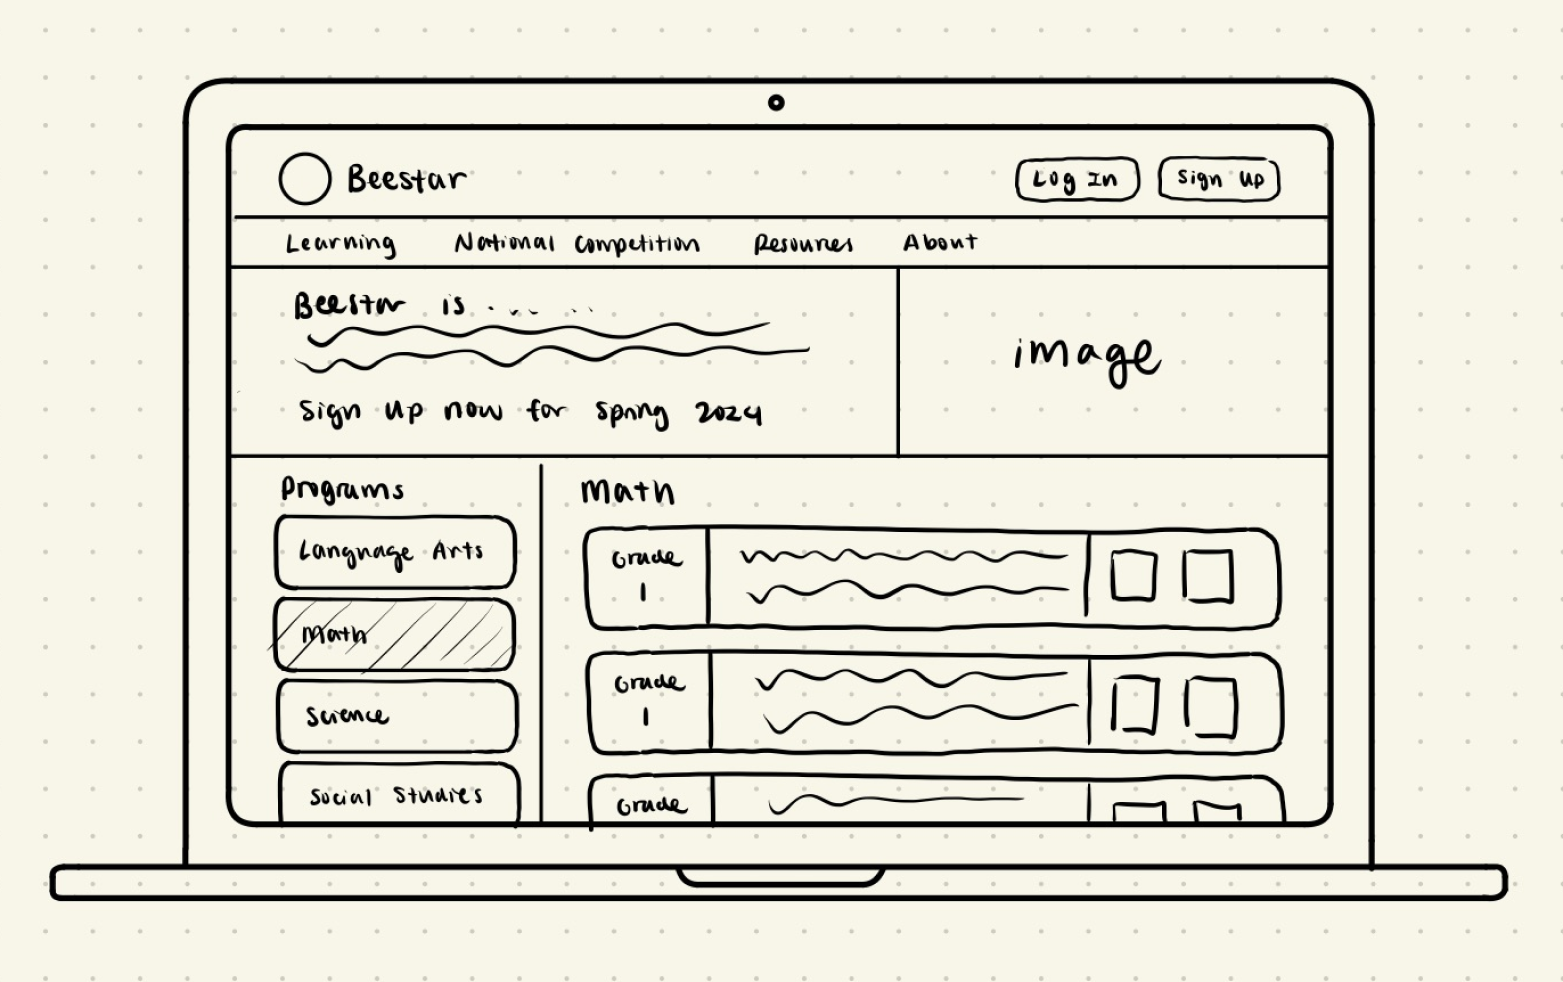 Beestar
Log In
Sign Up
Learning National Competition Resources About
Beestar is . . . . .
Sign up now for Spring 2024
image
Programs
Language Arts
Math
Science
Social Studies
Math
Grade
1
Grade
1
Grade